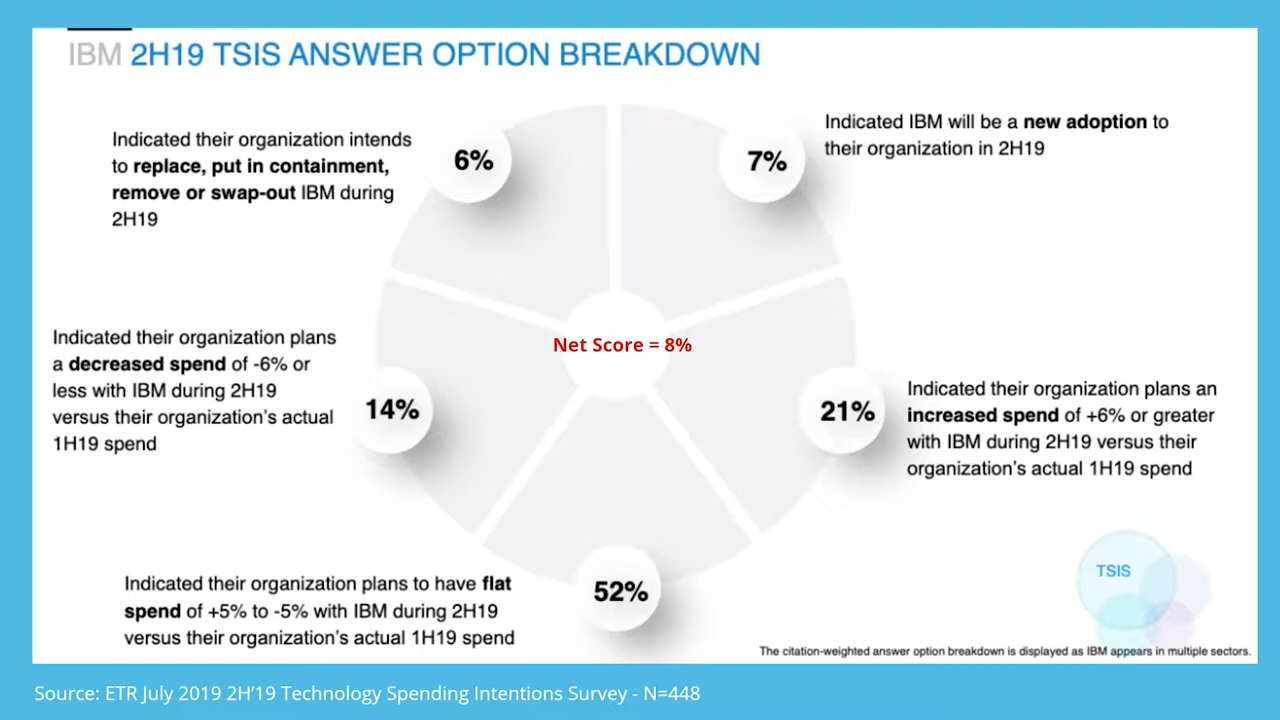 IBM 2H19 TSIS ANSWER OPTION BREAKDOWN
Indicated their organization intends
to replace, put in containment,
remove or swap-out IBM during
2H19
6%
7%
Indicated IBM will be a new adoption to
their organization in 2H19
Indicated their organization plans
a decreased spend of -6% or
less with IBM during 2H19
versus their organization's actual
1H19 spend
14%
Net Score = 8%
21%
Indicated their organization plans an
increased spend of +6% or greater
with IBM during 2H19 versus their
organization's actual 1H19 spend
Indicated their organization plans to have flat
spend of +5% to -5% with IBM during 2H19
versus their organization's actual 1H19 spend
52%
TSIS
The citation-weighted answer option breakdown is displayed as IBM appears in multiple sectors.
Source: ETR July 2019 2H'19 Technology Spending Intentions Survey - N=448